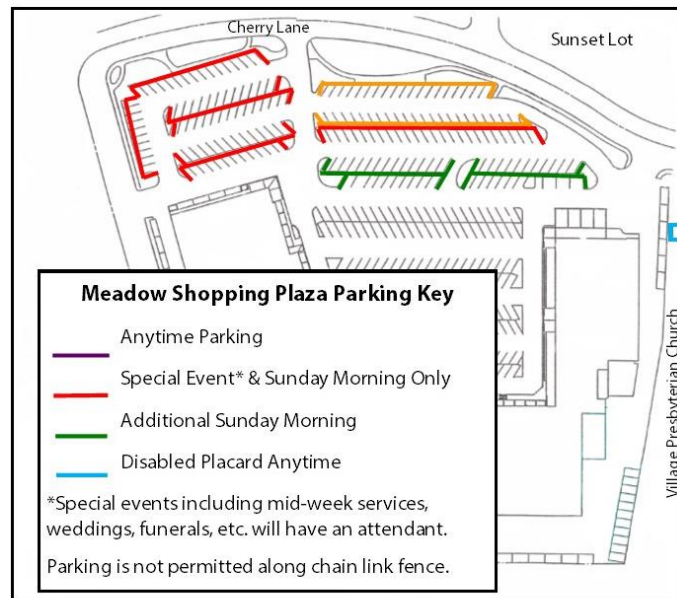 Cherry Lane
Sunset Lot
Meadow Shopping Plaza Parking Key
Anytime Parking
Special Event* & Sunday Morning Only
Additional Sunday Morning
Disabled Placard Anytime
*Special events including mid-week services,
weddings, funerals, etc. will have an attendant.
Parking is not permitted along chain link fence.
Village Presbyterian Church